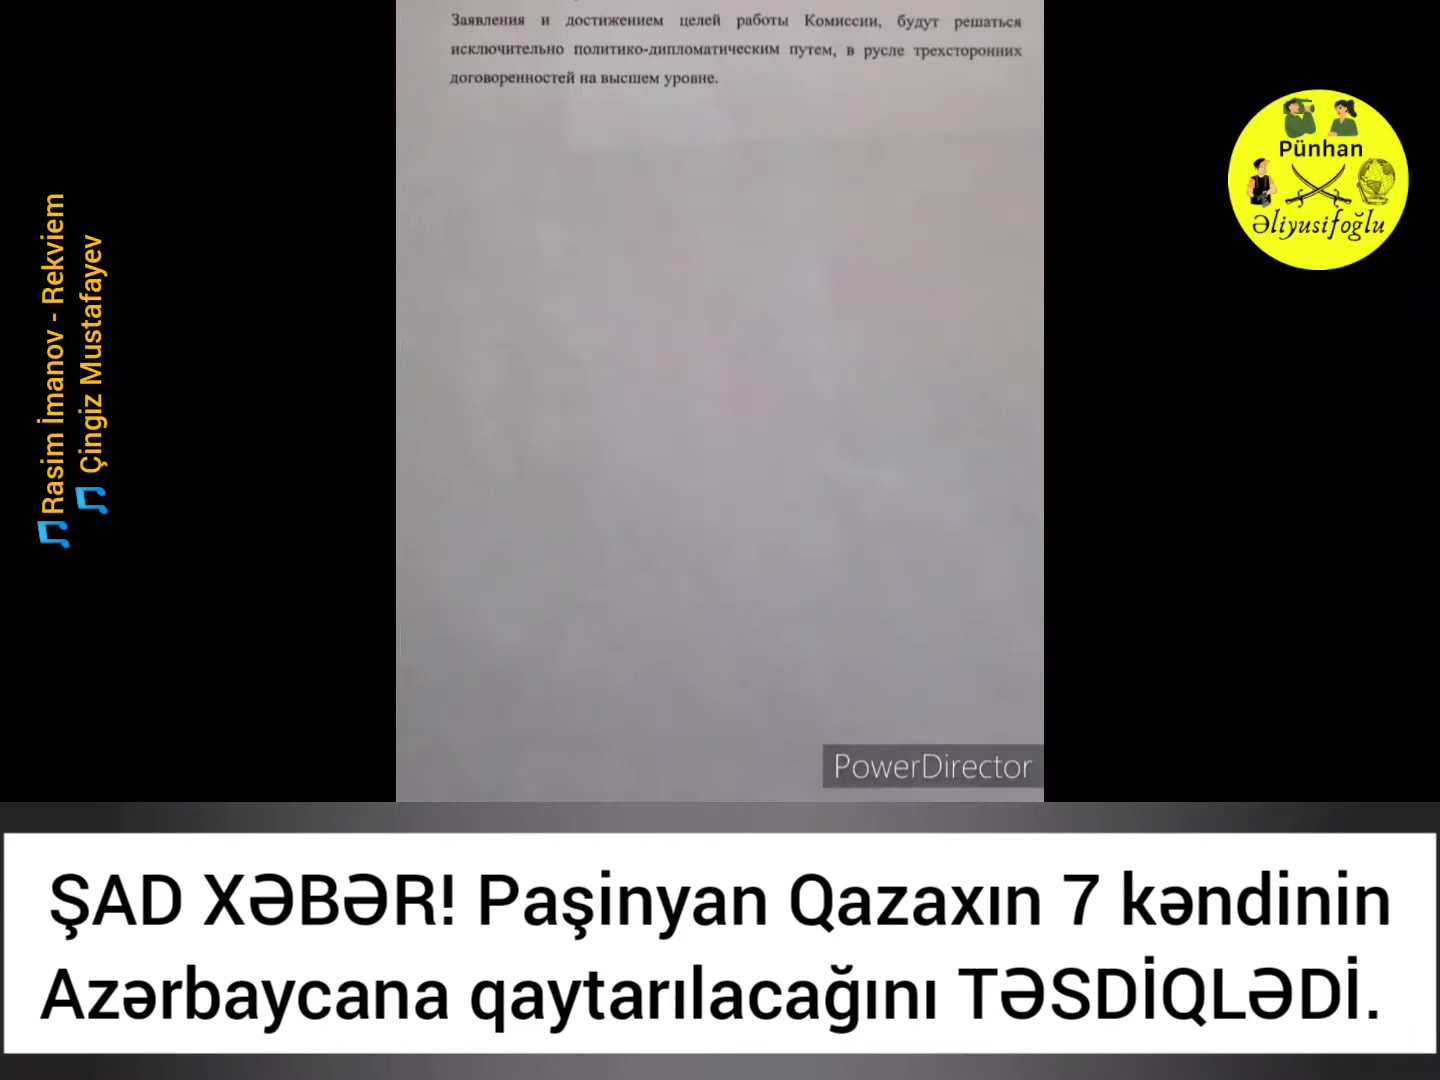 Заявления и достижением целей работы Комиссии, будут решаться
исключительно политико-дипломатическим путем, в русле трехсторонних
договоренностей на высшем уровне.
Pünhan
Əliyusifoğlu
🎵Rasim İmanov - Rekviem
🎵 Çingiz Mustafayev
PowerDirector
ŞAD XƏBƏR! Paşinyan Qazaxın 7 kəndinin
Azərbaycana qaytarılacağını TƏSDİQLƏDİ.